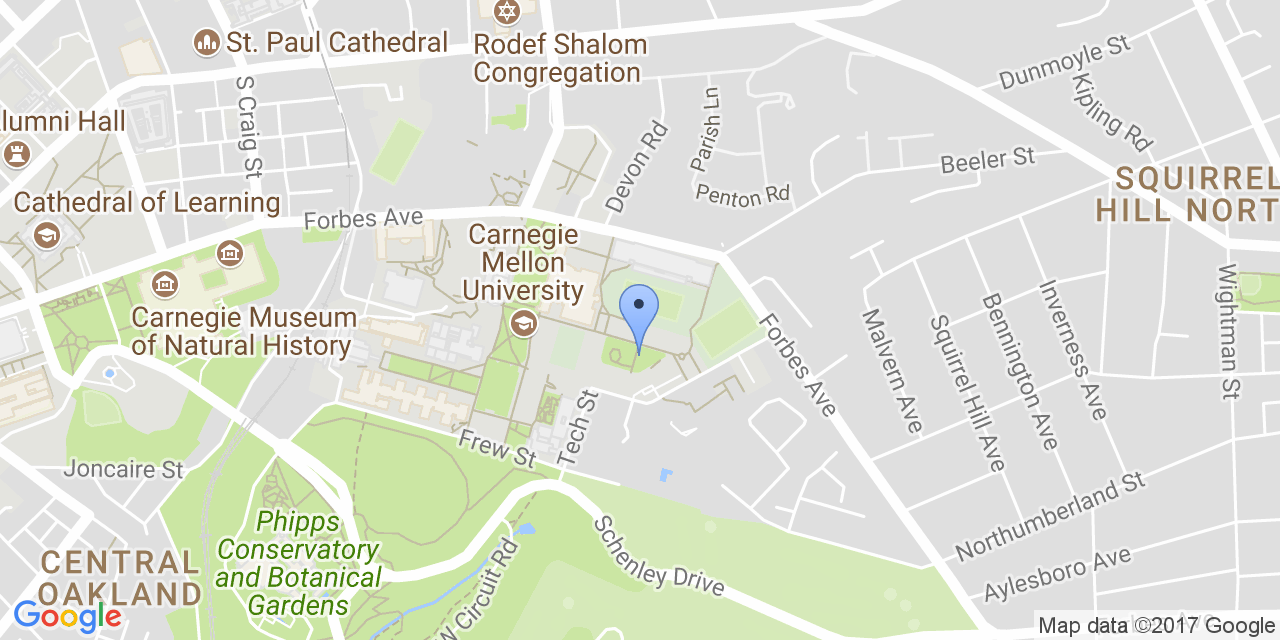 St. Paul Cathedral
Rodef Shalom
Congregation
Dunmoyle St
Kipling Rd
S Craig St
lumni Hall
Devon Rd
Parish Ln
Penton Rd
Beeler St
SQUIRREL
HILL NORT
Cathedral of Learning
Forbes Ave
Carnegie
Mellon
University
Carnegie Museum
of Natural History
Forbes Ave
Malvern Ave
Squirrel Hill Ave
Bennington Ave
Inverness Ave
Wightman St
Tech St
Frew St
Joncaire St
Northumberland St
Phipps
Conservatory
and Botanical
Gardens
Schenley Drive
W Circuit Rd
Aylesboro Ave
CENTRAL
OAKLAND
Google
Map data ©2017 Google